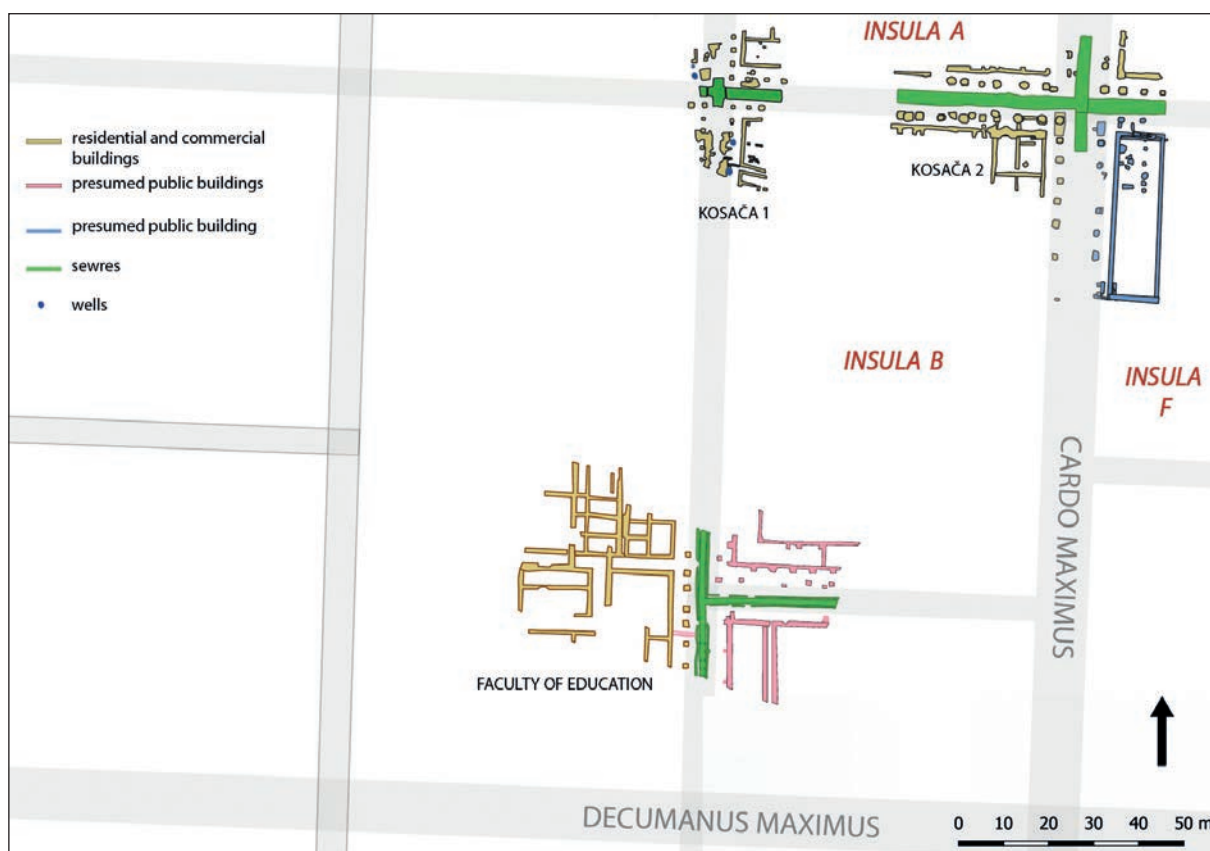 INSULA A
residential and commercial
buildings
presumed public buildings
presumed public building
sewres
wells
KOSAČA 1
KOSAČA 2
INSULA B
INSULA
F
CARDO MAXIMUS
FACULTY OF EDUCATION
DECUMANUS MAXIMUS
0 10 20 30 40 50 m